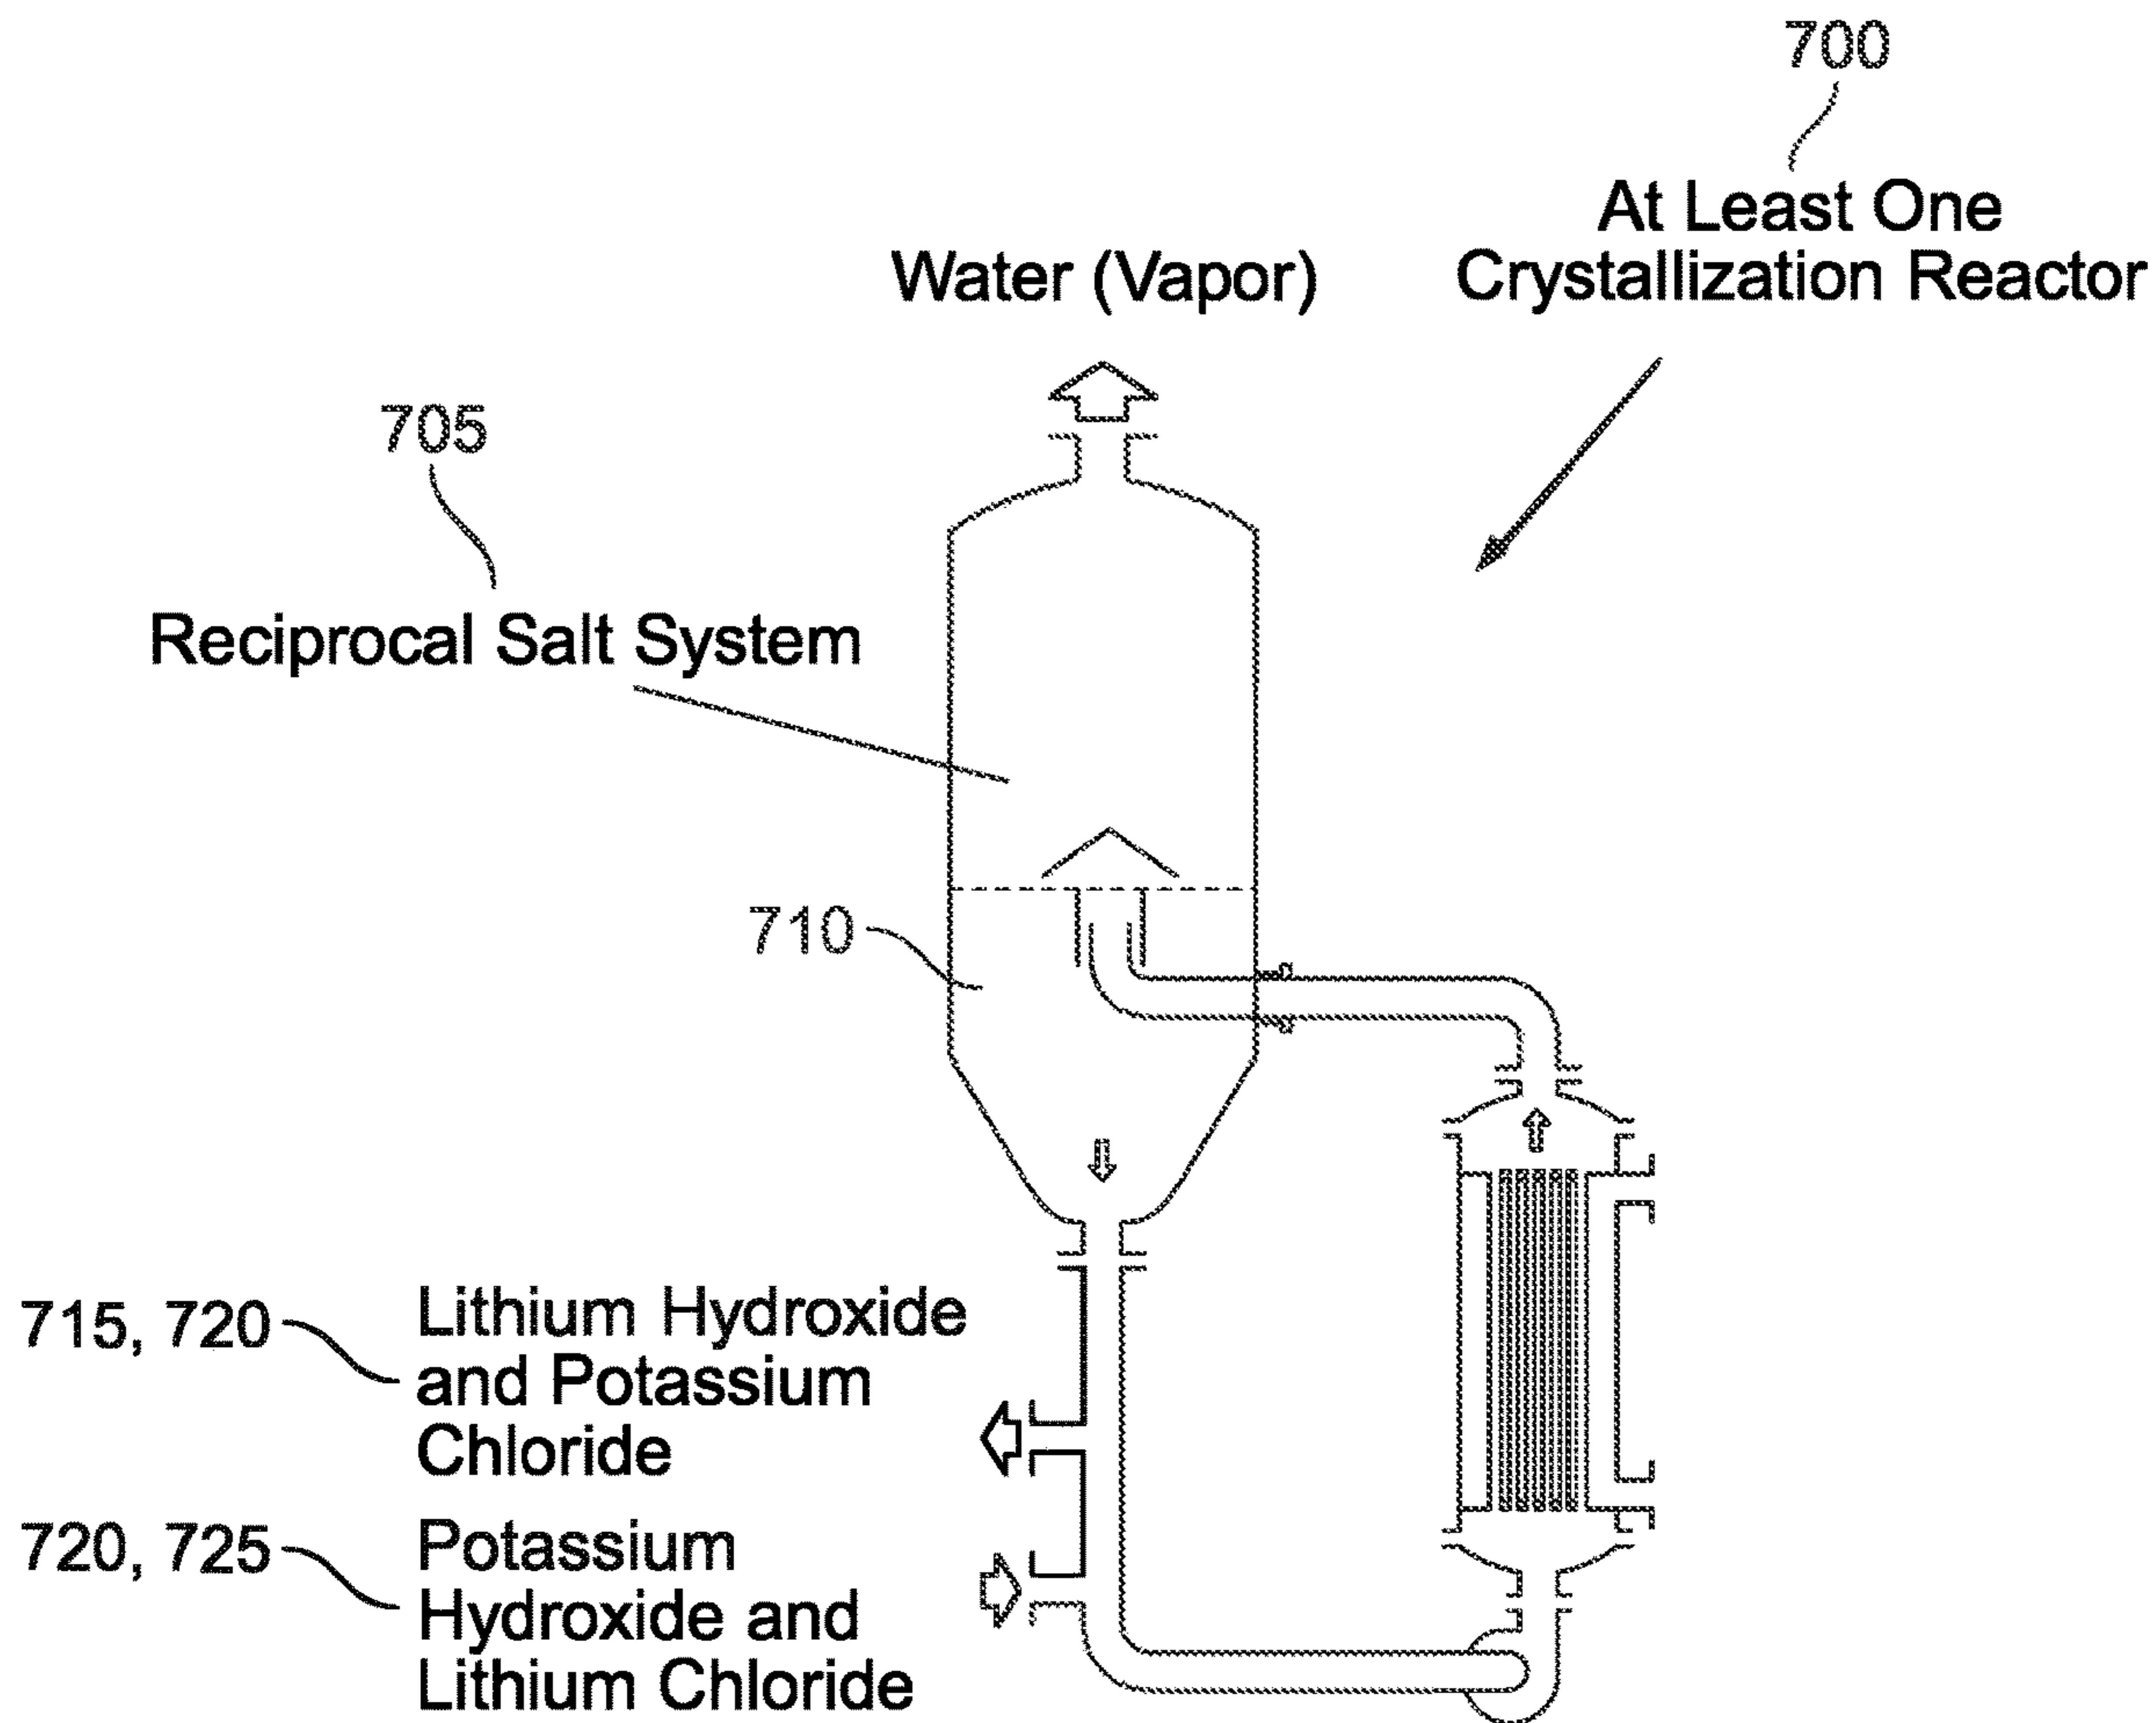 700
At Least One
Crystallization Reactor
Water (Vapor)
705
Reciprocal Salt System
710
715, 720
Lithium Hydroxide
and Potassium
Chloride
720, 725
Potassium
Hydroxide and
Lithium Chloride